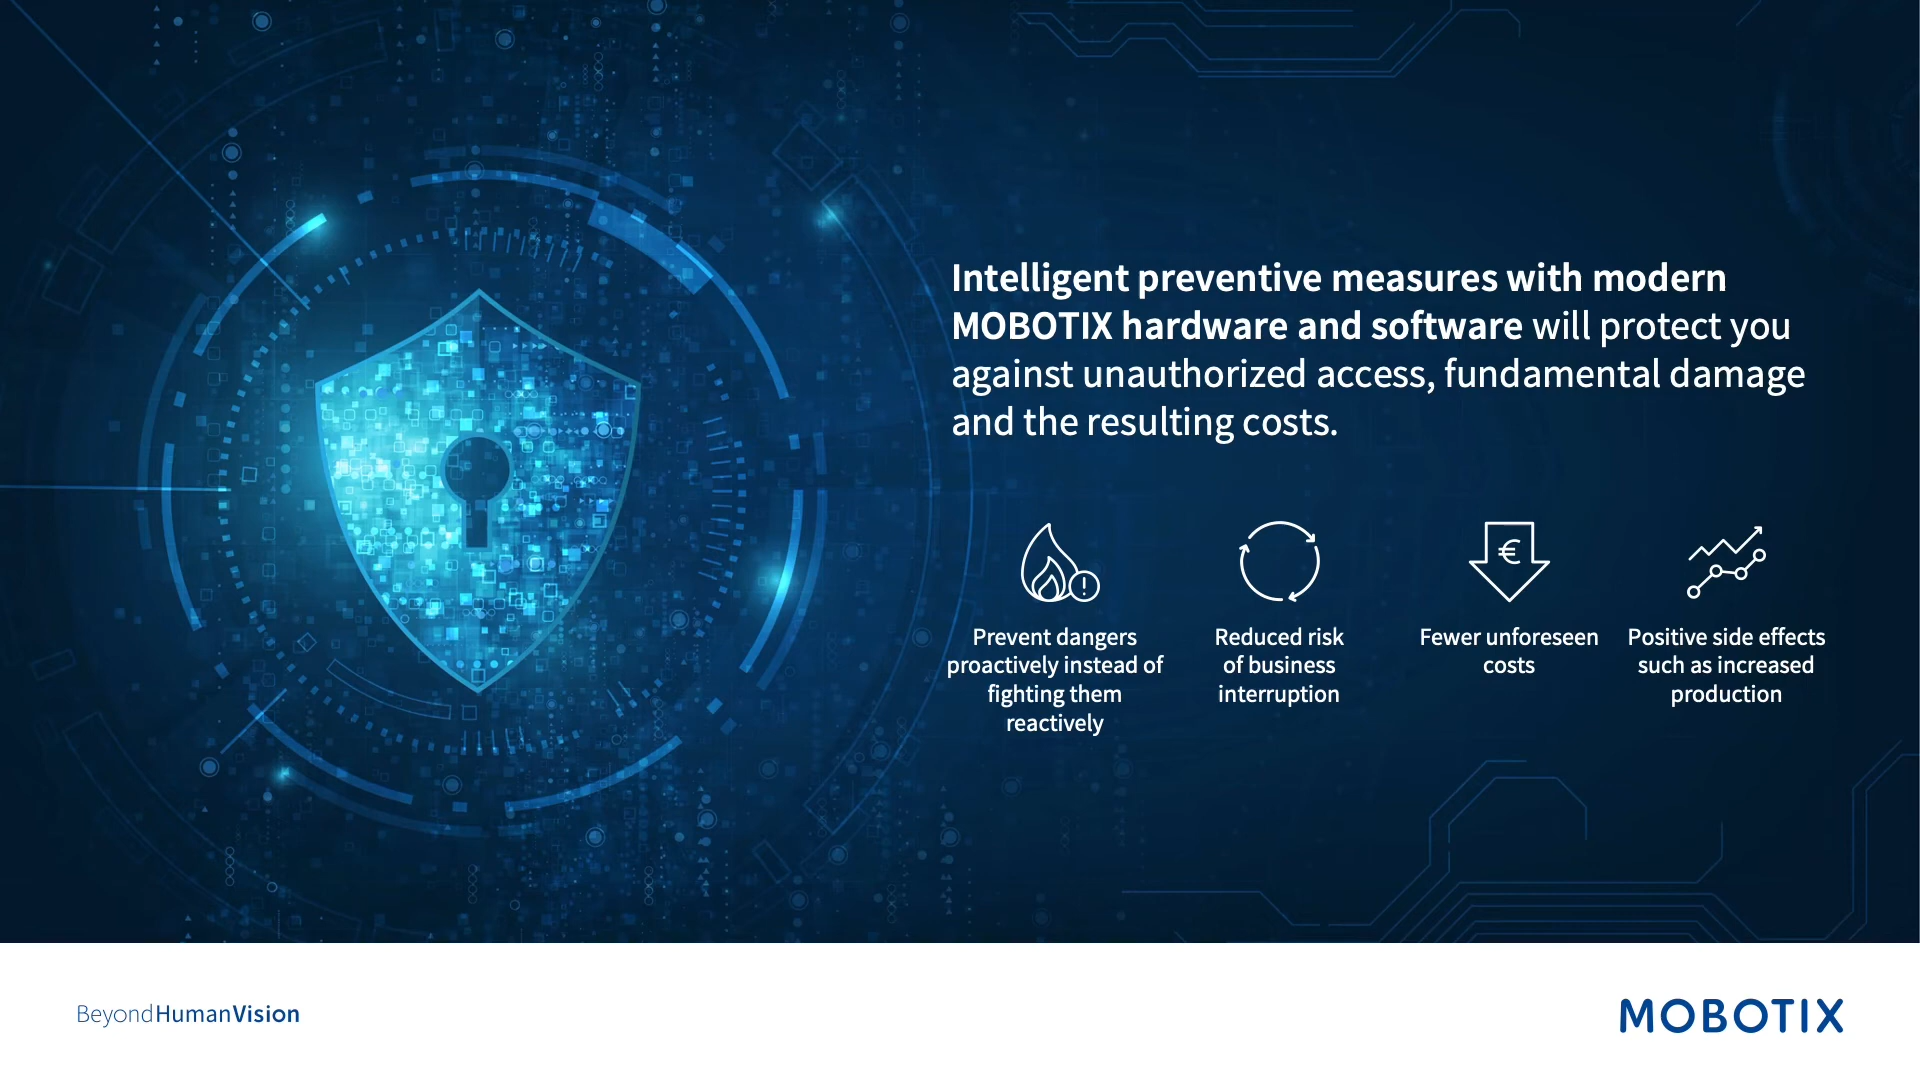 Intelligent preventive measures with modern
MOBOTIX hardware and software will protect you
against unauthorized access, fundamental damage
and the resulting costs.
€
Prevent dangers
proactively instead of
fighting them
reactively
Reduced risk
of business
interruption
Fewer unforeseen
costs
Positive side effects
such as increased
production
BeyondHumanVision
MOBOTIX